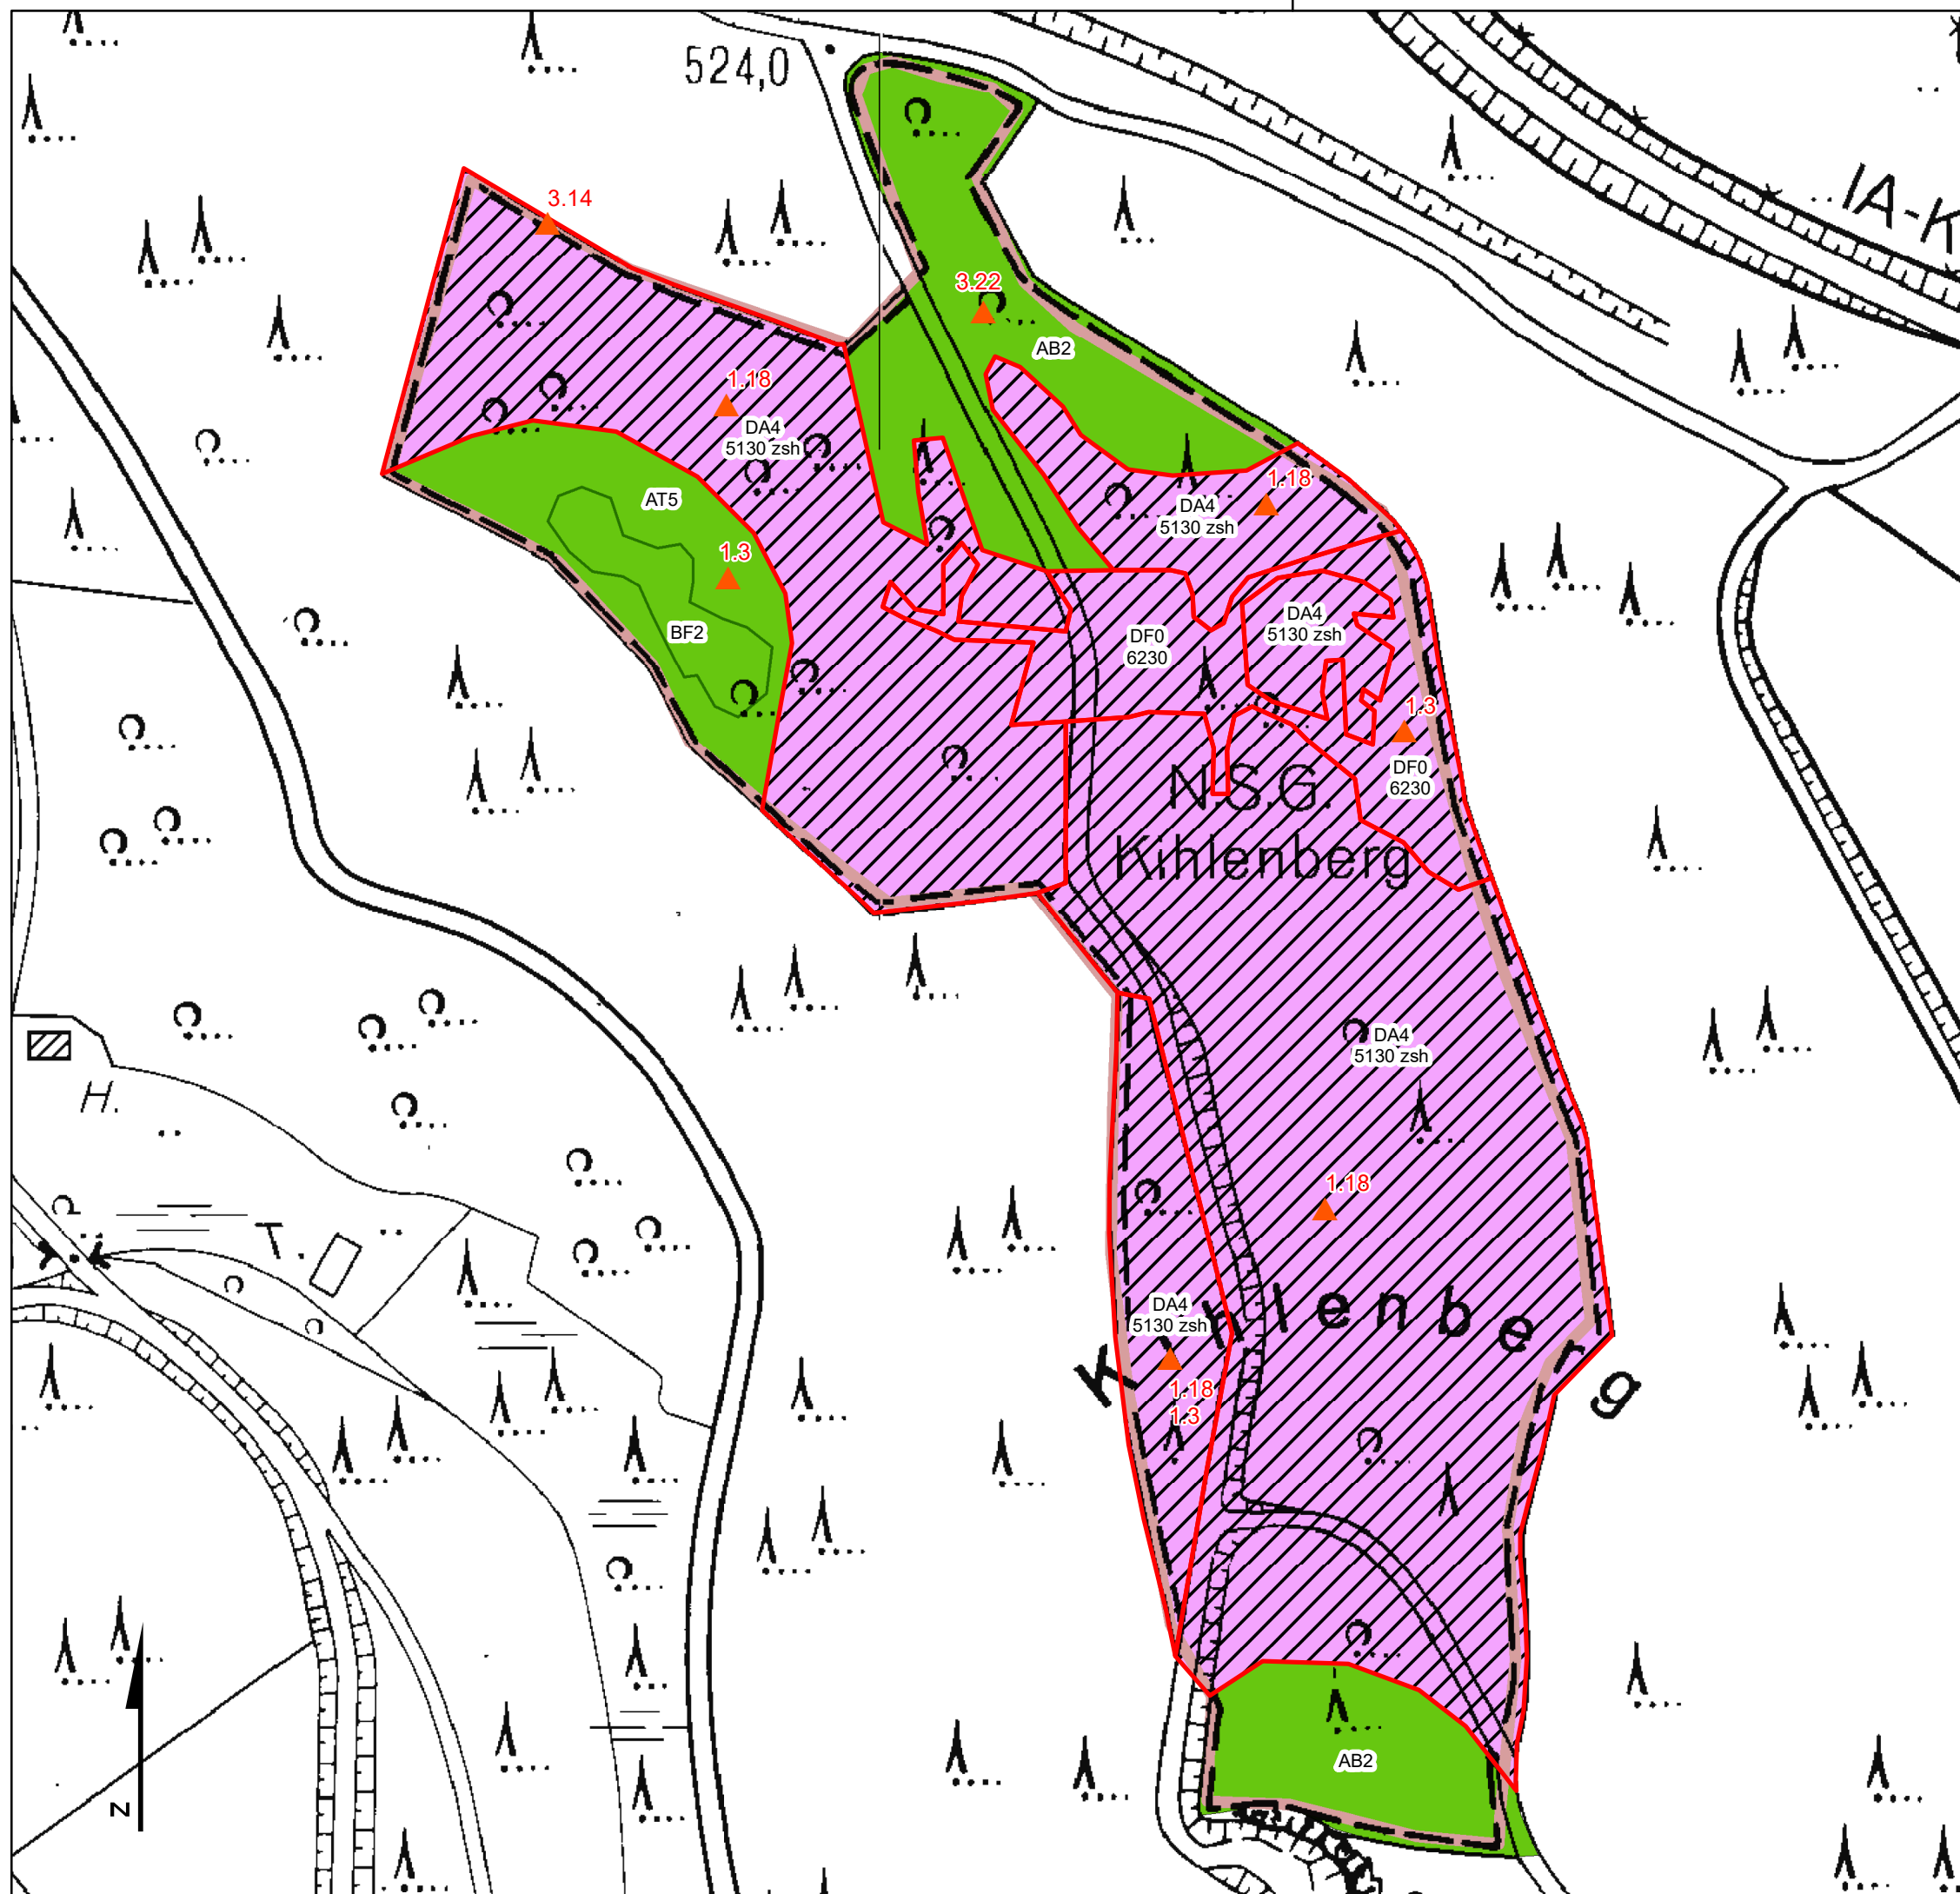 524,0
IA-K
3.14
3.22
AB2
1.18
DA4
5130 zsh
1.18
DA4
5130 zsh
AT5
1.3
BF2
DA4
5130 zsh
DF0
6230
1.3
DF0
6230
N.S.G.
Kihlenberg
DA4
5130 zsh
H.
T.
1.18
DA4
5130 zsh
Kihlenberg
1.18
1.3
AB2
N